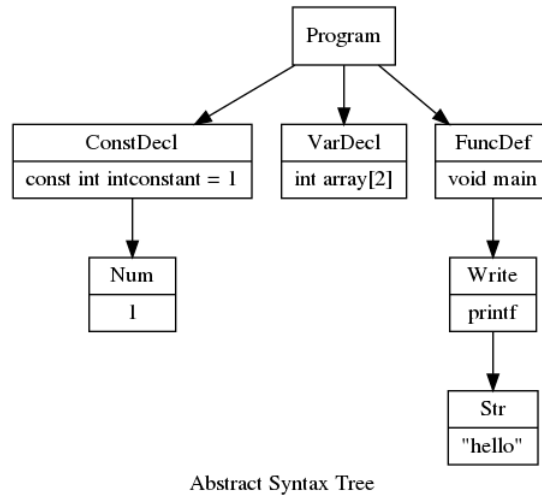 Program
ConstDecl
const int intconstant = 1
VarDecl
int array[2]
FuncDef
void main
Num
1
Write
printf
Str
"hello"
Abstract Syntax Tree